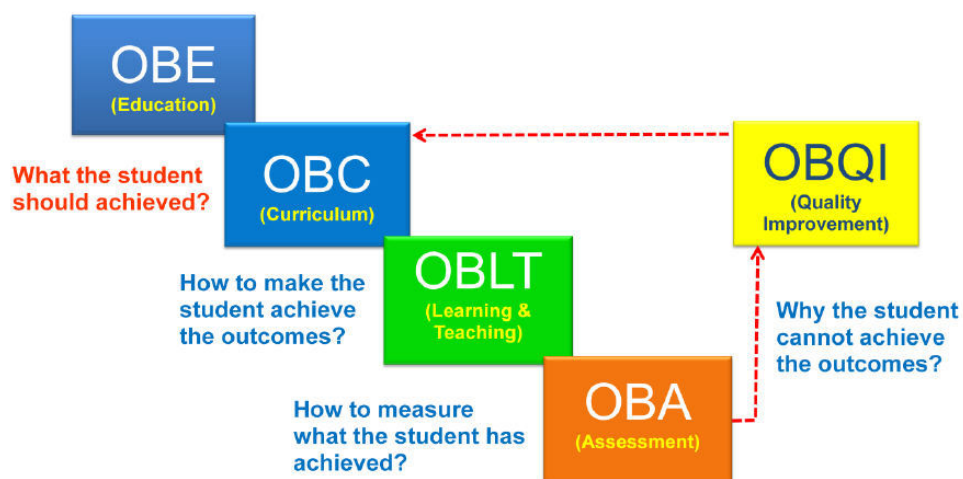 OBE
(Education)
What the student
should achieved?
OBC
(Curriculum)
OBQI
(Quality
Improvement)
How to make the
student achieve
the outcomes?
OBLT
(Learning &
Teaching)
Why the student
cannot achieve
the outcomes?
How to measure
what the student has
achieved?
OBA
(Assessment)